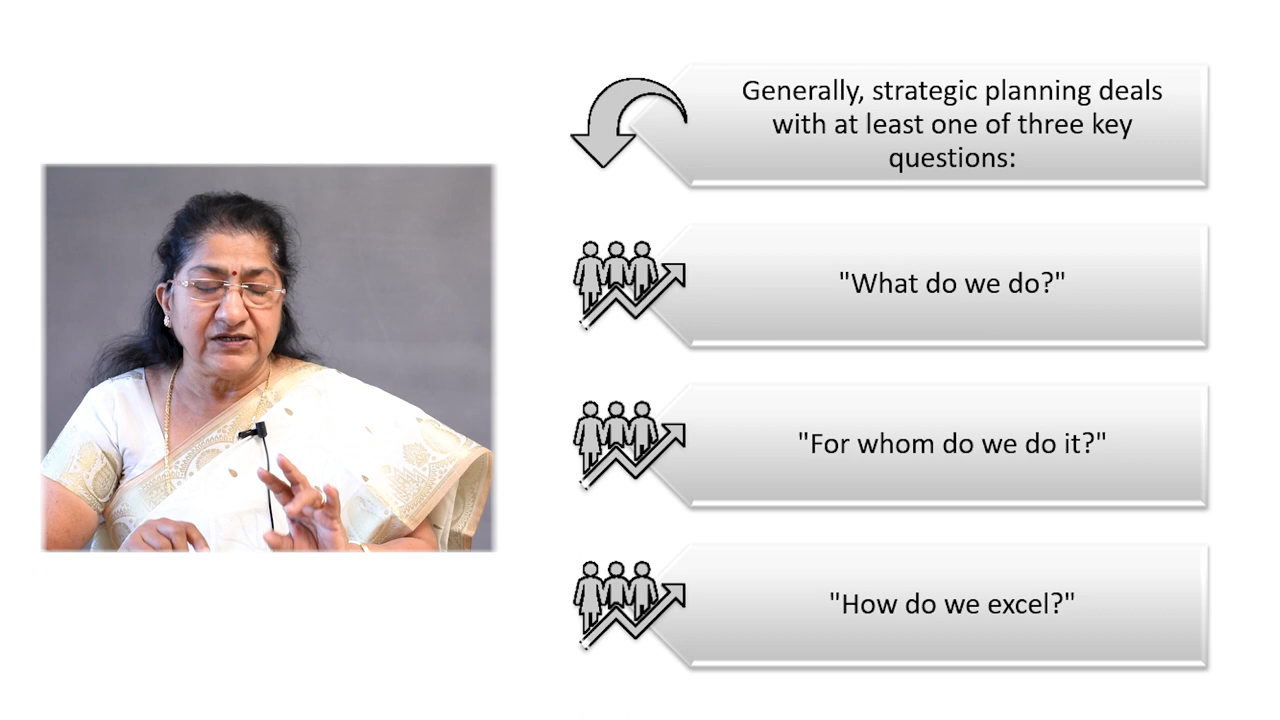 Generally, strategic planning deals
with at least one of three key
questions:
"What do we do?"
"For whom do we do it?"
"How do we excel?"